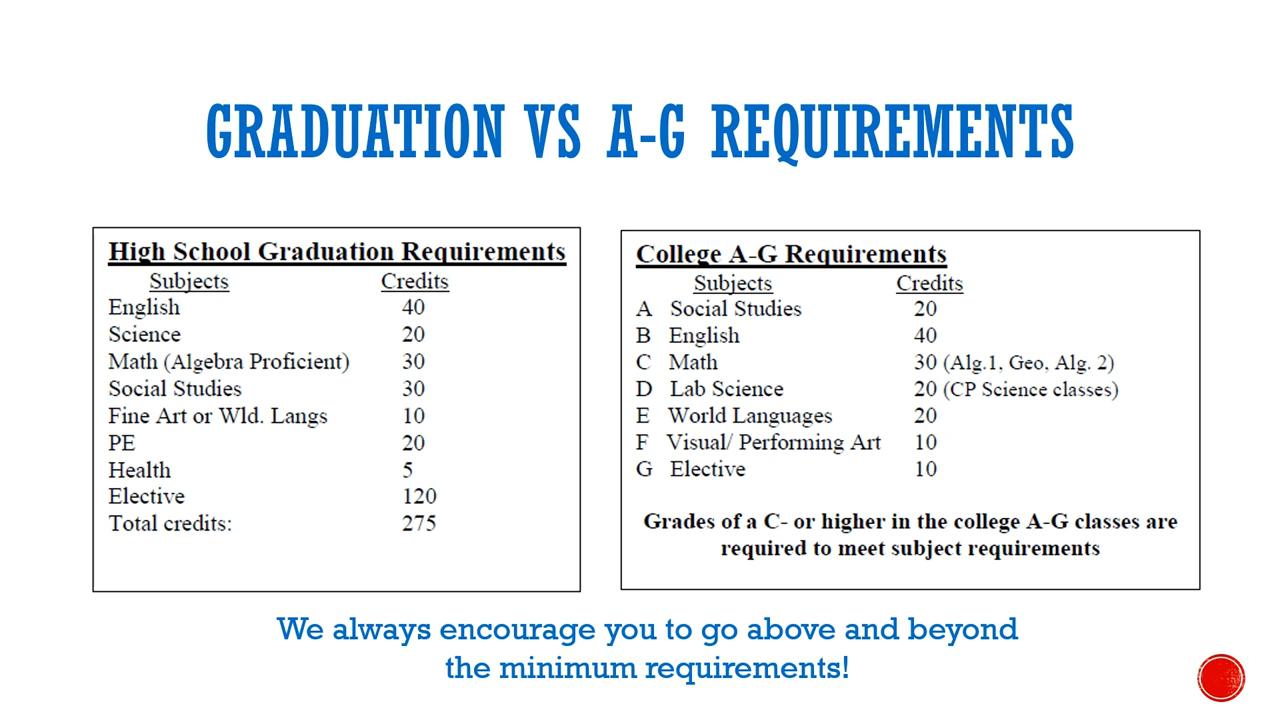 GRADUATION VS A-G REQUIREMENTS
High School Graduation Requirements
Subjects Credits
English 40
Science 20
Math (Algebra Proficient) 30
Social Studies 30
Fine Art or Wld. Langs 10
PE 20
Health 5
Elective 120
Total credits: 275
College A-G Requirements
Subjects Credits
A Social Studies 20
B English 40
C Math 30 (Alg.1, Geo, Alg. 2)
D Lab Science 20 (CP Science classes)
E World Languages 20
F Visual/ Performing Art 10
G Elective 10
Grades of a C- or higher in the college A-G classes are
required to meet subject requirements
We always encourage you to go above and beyond
the minimum requirements!